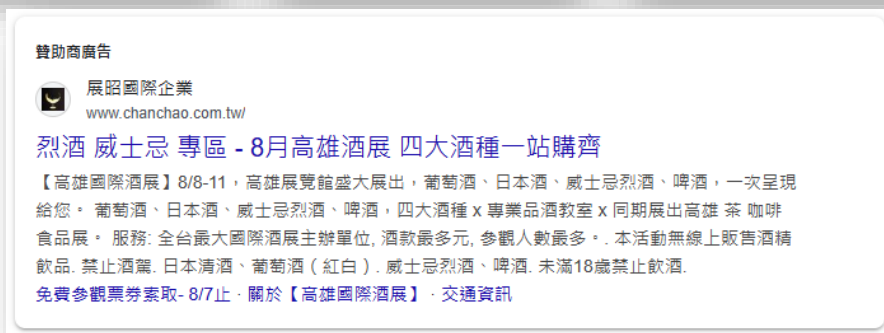 贊助商廣告
展昭國際企業
www.chanchao.com.tw/
烈酒 威士忌 專區 - 8月高雄酒展 四大酒種一站購齊
【高雄國際酒展】8/8-11，高雄展覽館盛大展出，葡萄酒、日本酒、威士忌烈酒、啤酒，一次呈現
給您。 葡萄酒、日本酒、威士忌烈酒、啤酒，四大酒種 x 專業品酒教室 x 同期展出高雄 茶 咖啡
食品展。 服務: 全台最大國際酒展主辦單位, 酒款最多元, 參觀人數最多。. 本活動無線上販售酒精
飲品. 禁止酒駕. 日本清酒、葡萄酒（紅白）. 威士忌烈酒、啤酒. 未滿18歲禁止飲酒.
免費參觀票券索取- 8/7止 · 關於【高雄國際酒展】 · 交通資訊